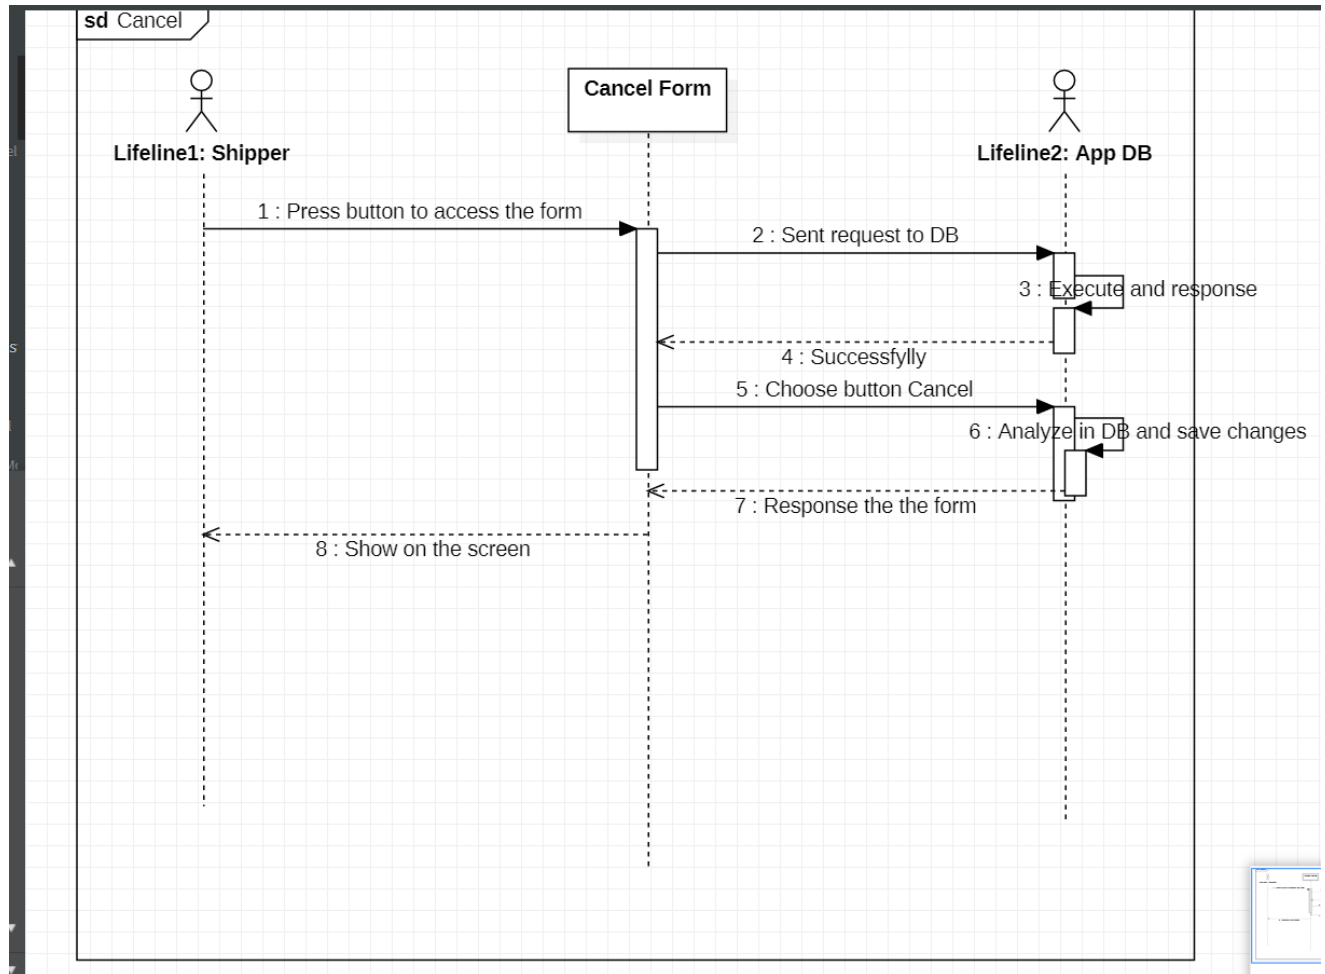 sd Cancel
Cancel Form
Lifeline1: Shipper
Lifeline2: App DB
1 : Press button to access the form
2 : Sent request to DB
3 : Execute and response
4 : Successfylly
5 : Choose button Cancel
6 : Analyze in DB and save changes
7 : Response the the form
8 : Show on the screen